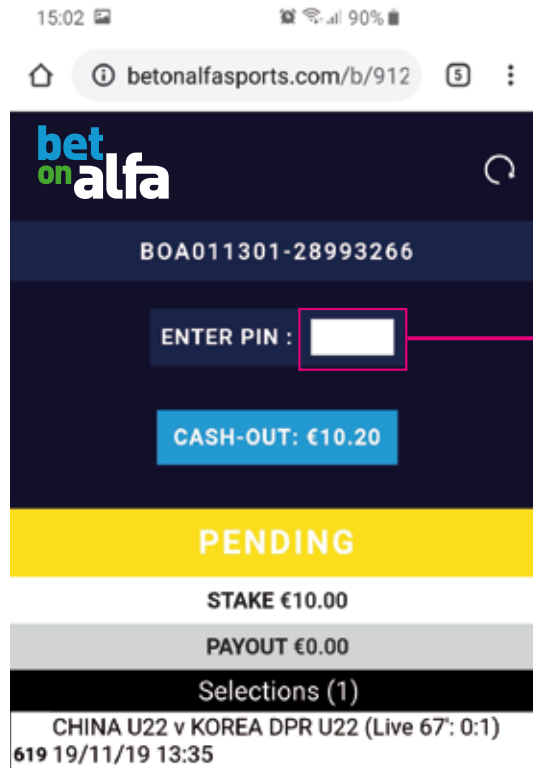 15:02 90%
betonalfasports.com/b/912 5
bet
on alfa
BOA011301-28993266
ENTER PIN :
CASH-OUT: €10.20
PENDING
STAKE €10.00
PAYOUT €0.00
Selections (1)
CHINA U22 v KOREA DPR U22 (Live 67': 0:1)
619 19/11/19 13:35